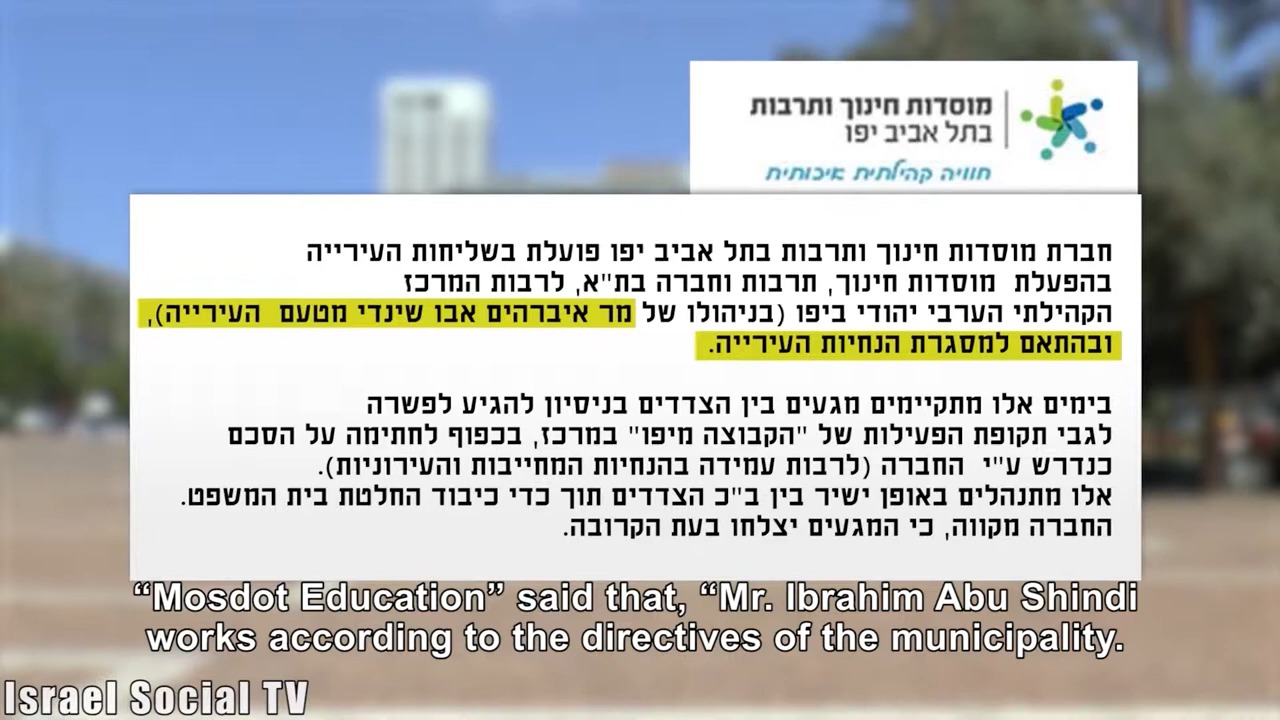 מוסדות חינוך ותרבות
בתל אביב יפו
חוויה קהילתית איכותית
חברת מוסדות חינוך ותרבות בתל אביב יפו פועלת בשליחות העירייה
בהפעלת מוסדות חינוך, תרבות וחברה בת"א, לרבות המרכז
הקהילתי הערבי יהודי ביפו (בניהולו של מר איברהים אבו שינדי מטעם העירייה),
ובהתאם למסגרת הנחיות העירייה.
בימים אלו מתקיימים מגעים בין הצדדים בניסיון להגיע לפשרה
לגבי תקופת הפעילות של "הקבוצה מיפו" במרכז, בכפוף לחתימה על הסכם
כנדרש ע"י החברה (לרבות עמידה בהנחיות המחייבות והעירוניות).
אלו מתנהלים באופן ישיר בין ב"כ הצדדים תוך כדי כיבוד החלטת בית המשפט.
החברה מקווה, כי המגעים יצלחו בעת הקרובה.
“Mosdot Education” said that, “Mr. Ibrahim Abu Shindi
works according to the directives of the municipality.
Israel Social TV